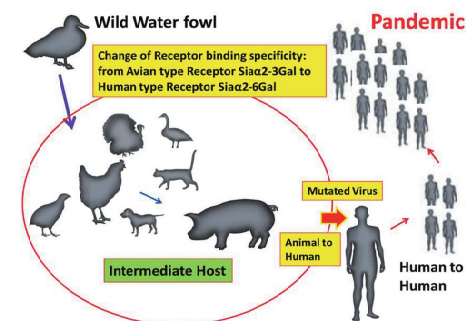 Wild Water fowl
Pandemic
Change of Receptor binding specificity:
from Avian type Receptor Siaα2-3Gal to
Human type Receptor Siaα2-6Gal
Mutated Virus
Animal to
Human
Intermediate Host
Human to
Human